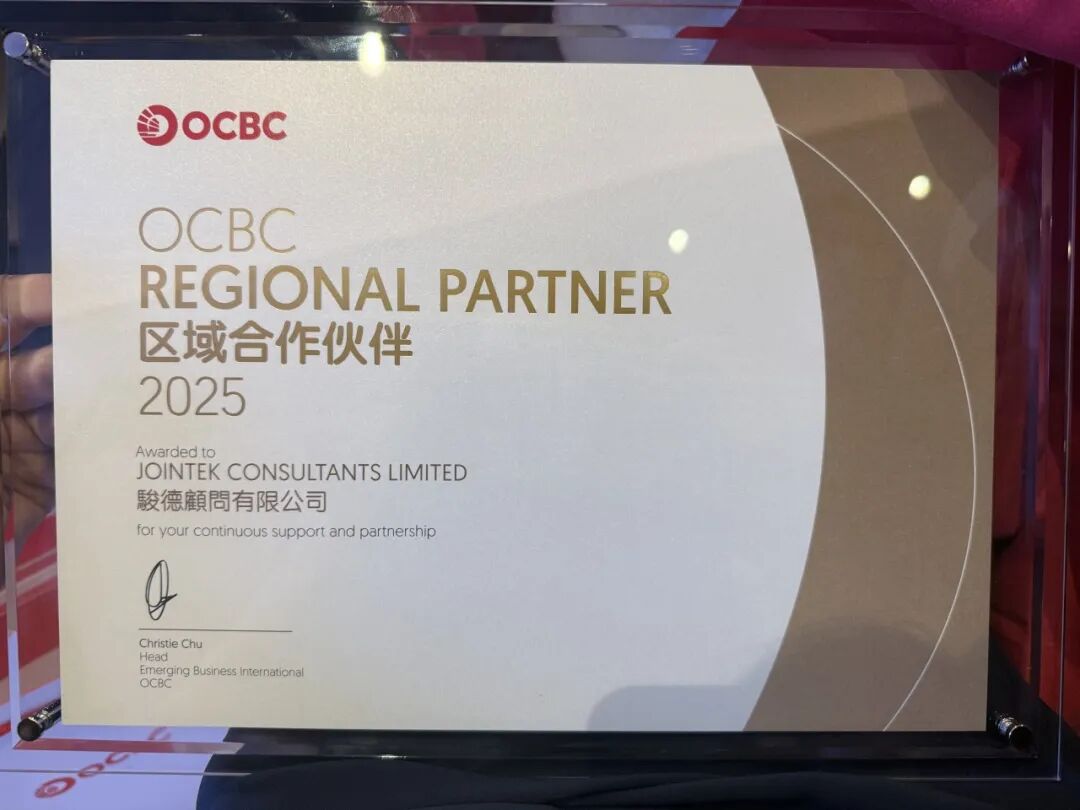 OCBC
OCBC
REGIONAL PARTNER
区域合作伙伴
2025
Awarded to
JOINTEK CONSULTANTS LIMITED
駿德顧問有限公司
for your continuous support and partnership
Christie Chu
Head
Emerging Business International
OCBC
OCBC